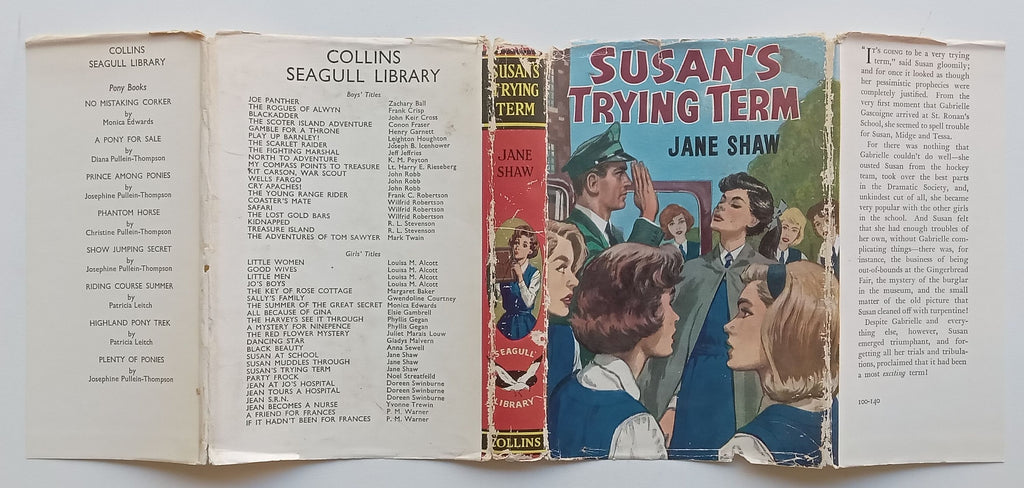 COLLINS
SEAGULL LIBRARY
Pony Books
NO MISTAKING CORKER
by
Monica Edwards
A PONY FOR SALE
by
Diana Pullein-Thompson
PRINCE AMONG PONIES
by
Josephine Pullein-Thompson
PHANTOM HORSE
by
Christine Pullein-Thompson
SHOW JUMPING SECRET
by
Josephine Pullein-Thompson
RIDING COURSE SUMMER
by
Patricia Leitch
HIGHLAND PONY TREK
by
Patricia Leitch
PLENTY OF PONIES
by
Josephine Pullein-Thompson
COLLINS
SEAGULL LIBRARY
Boys' Titles
JOE PANTHER Zachary Ball
THE ROGUES OF ALWYN Frank Crisp
BLACKADDER John Keir Cross
THE SCOTER ISLAND ADVENTURE Conon Fraser
GAMBLE FOR A THRONE Henry Garnett
PLAY UP BARNLEY! Leighton Houghton
THE SCARLET RAIDER Joseph B. Icenhower
THE FIGHTING MARSHAL Jeff Jeffries
NORTH TO ADVENTURE K. M. Peyton
MY COMPASS POINTS TO TREASURE Lt. Harry E. Rieseberg
KIT CARSON, WAR SCOUT John Robb
WELLS FARGO John Robb
CRY APACHES! John Robb
THE YOUNG RANGE RIDER Frank C. Robertson
COASTER'S MATE Wilfrid Robertson
SAFARI Wilfrid Robertson
THE LOST GOLD BARS Wilfrid Robertson
KIDNAPPED R. L. Stevenson
TREASURE ISLAND R. L. Stevenson
THE ADVENTURES OF TOM SAWYER Mark Twain
Girls' Titles
LITTLE WOMEN Louisa M. Alcott
GOOD WIVES Louisa M. Alcott
LITTLE MEN Louisa M. Alcott
JO'S BOYS Louisa M. Alcott
THE KEY OF ROSE COTTAGE Margaret Baker
SALLY'S FAMILY Gwendoline Courtney
THE SUMMER OF THE GREAT SECRET Monica Edwards
ALL BECAUSE OF GINA Elsie Gambrell
THE HARVEYS SEE IT THROUGH Phyllis Gegan
A MYSTERY FOR NINEPENCE Phyllis Gegan
THE RED FLOWER MYSTERY Juliet Marais Louw
DANCING STAR Gladys Malvern
BLACK BEAUTY Anna Sewell
SUSAN AT SCHOOL Jane Shaw
SUSAN MUDDLES THROUGH Jane Shaw
SUSAN'S TRYING TERM Jane Shaw
PARTY FROCK Noel Streatfeild
JEAN AT JO'S HOSPITAL Doreen Swinburne
JEAN TOURS A HOSPITAL Doreen Swinburne
JEAN S.R.N. Doreen Swinburne
JEAN BECOMES A NURSE Yvonne Trewin
A FRIEND FOR FRANCES P. M. Warner
IF IT HADN'T BEEN FOR FRANCES P. M. Warner
SUSAN'S
TRYING
TERM
JANE
SHAW
SEAGULL
LIBRARY
COLLINS
SUSAN'S
TRYING TERM
JANE SHAW
"IT'S GOING to be a very trying
term," said Susan gloomily;
and for once it looked as though
her pessimistic prophecies were
completely justified. From the
very first moment that Gabrielle
Gascoigne arrived at St. Ronan's
School, she seemed to spell trouble
for Susan, Midge and Tessa.
For there was nothing that
Gabrielle couldn't do well—she
ousted Susan from the hockey
team, took over the best parts
in the Dramatic Society, and,
unkindest cut of all, she became
very popular with the other girls
in the school. And Susan felt
that she had enough troubles of
her own, without Gabrielle com-
plicating things—there was, for
instance, the business of being
out-of-bounds at the Gingerbread
Fair, the mystery of the burglar
in the museum, and the small
matter of the old picture that
Susan cleaned off with turpentine!
Despite Gabrielle and every-
thing else, however, Susan
emerged triumphant, and for-
getting all her trials and tribula-
tions, proclaimed that it had been
a most exciting term!
100-140